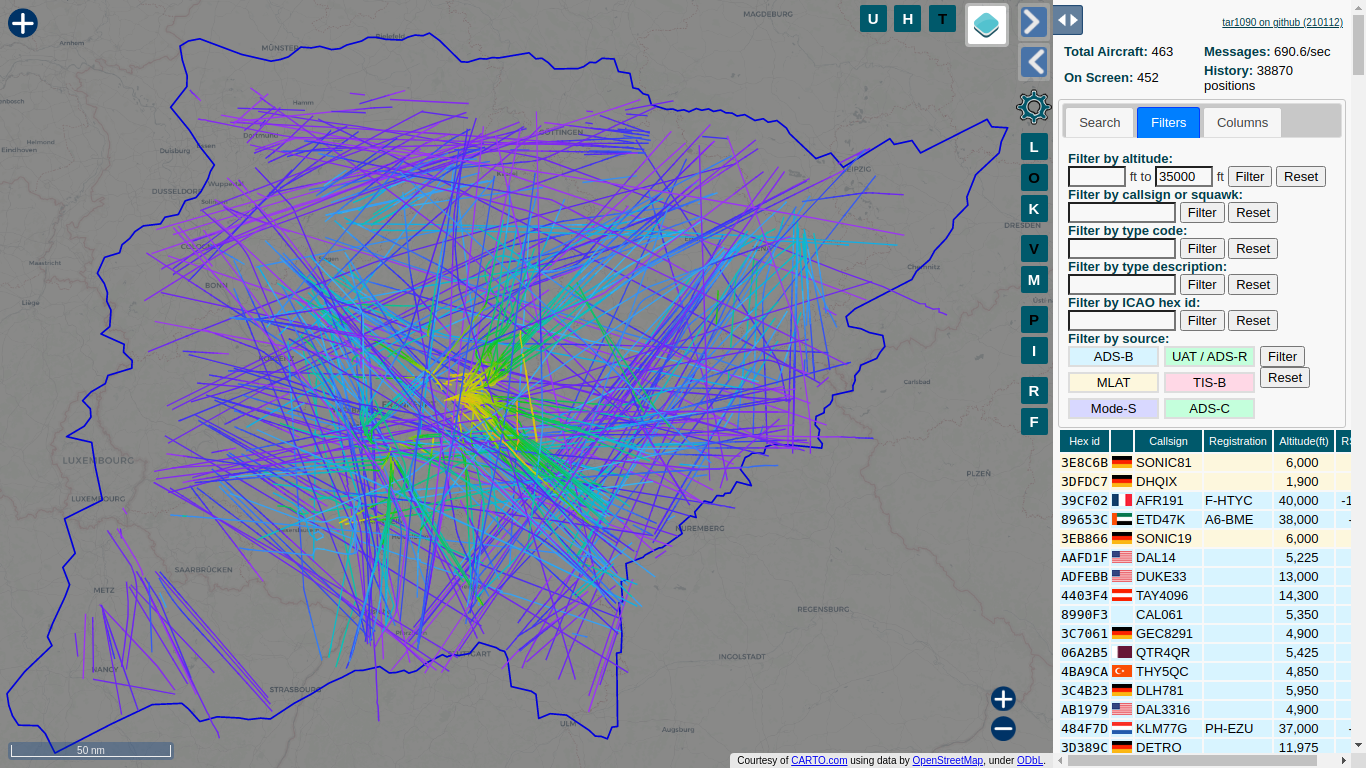 MAGDEBURG
Bielefeld
Arnhem
MÜNSTER
U H T
tar1090 on github (210112)
Total Aircraft: 463
Messages: 690.6/sec
On Screen: 452
History: 38870
positions
Search Filters Columns
Filter by altitude:
ft to 35000 ft Filter Reset
Filter by callsign or squawk:
Filter Reset
Filter by type code:
Filter Reset
Filter by type description:
Filter Reset
Filter by ICAO hex id:
Filter Reset
Filter by source:
ADS-B UAT / ADS-R Filter
MLAT TIS-B Reset
Mode-S ADS-C
Hex id Callsign Registration Altitude(ft)
3E8C6B SONIC81 6,000
3DFDC7 DHQIX 1,900
39CF02 AFR191 F-HTYC 40,000
89653C ETD47K A6-BME 38,000
3EB866 SONIC19 6,000
AAFD1F DAL14 5,225
ADFEBB DUKE33 13,000
4403F4 TAY4096 14,300
8990F3 CAL061 5,350
3C7061 GEC8291 4,900
06A2B5 QTR4QR 5,425
4BA9CA THY5QC 4,850
3C4B23 DLH781 5,950
AB1979 DAL3316 4,900
484F7D KLM77G PH-EZU 37,000
3D389C DETRO 11,975
L
O
K
V
M
P
I
R
F
Hamm
Dortmund
GÖTTINGEN
Essen
Duisburg
Helmond
Eindhoven
Kassel
LEIPZIG
DUSSELDORF
Wuppertal
Solingen
DRESDEN
COLOGNE
Siegen
Maastricht
Chemnitz
Liège
BONN
Carlsbad
LUXEMBOURG
PLZEŇ
LUXEMBOURG
NUREMBERG
SAARBRÜCKEN
METZ
REGENSBURG
Pforzheim
STUTTGART
INGOLSTADT
NANCY
STRASBOURG
ULM
Augsburg
50 nm
Courtesy of CARTO.com using data by OpenStreetMap, under ODbL.